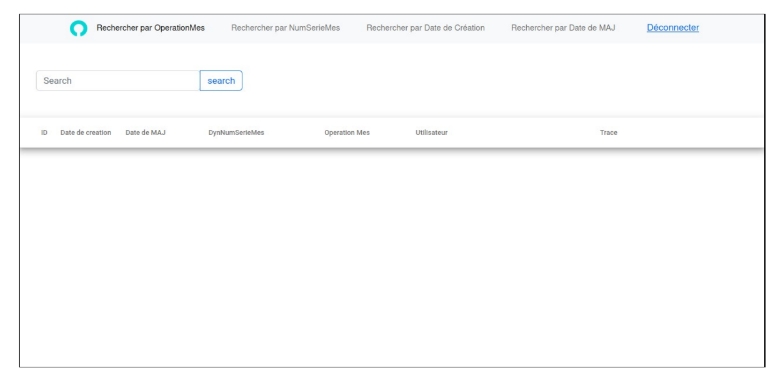 Rechercher par OperationMes Rechercher par NumSerieMes Rechercher par Date de Création Rechercher par Date de MAJ Déconnecter
Search search
ID Date de creation Date de MAJ DynNumSerieMes Operation Mes Utilisateur Trace